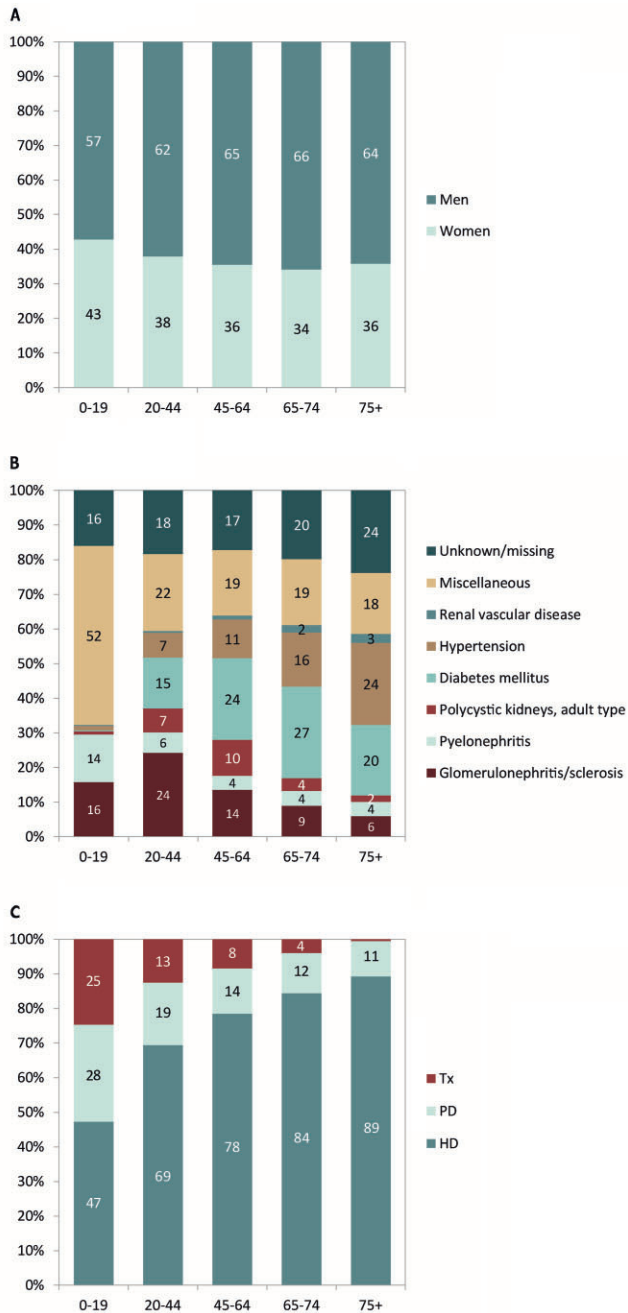 A
100%
90%
80%
70%
60%
50%
40%
30%
20%
10%
0%
57 62 65 66 64
43 38 36 34 36
0-19 20-44 45-64 65-74 75+
Men
Women
B
100%
90%
80%
70%
60%
50%
40%
30%
20%
10%
0%
16 18 17 20 24
52 22 19 19 18
2 3
7 11 16 24
15 24 27 20
7 10 4 2
14 6 4 4 4
16 24 14 9 6
0-19 20-44 45-64 65-74 75+
Unknown/missing
Miscellaneous
Renal vascular disease
Hypertension
Diabetes mellitus
Polycystic kidneys, adult type
Pyelonephritis
Glomerulonephritis/sclerosis
C
100%
90%
80%
70%
60%
50%
40%
30%
20%
10%
0%
25 13 8 4
28 19 14 12 11
47 69 78 84 89
0-19 20-44 45-64 65-74 75+
Tx
PD
HD